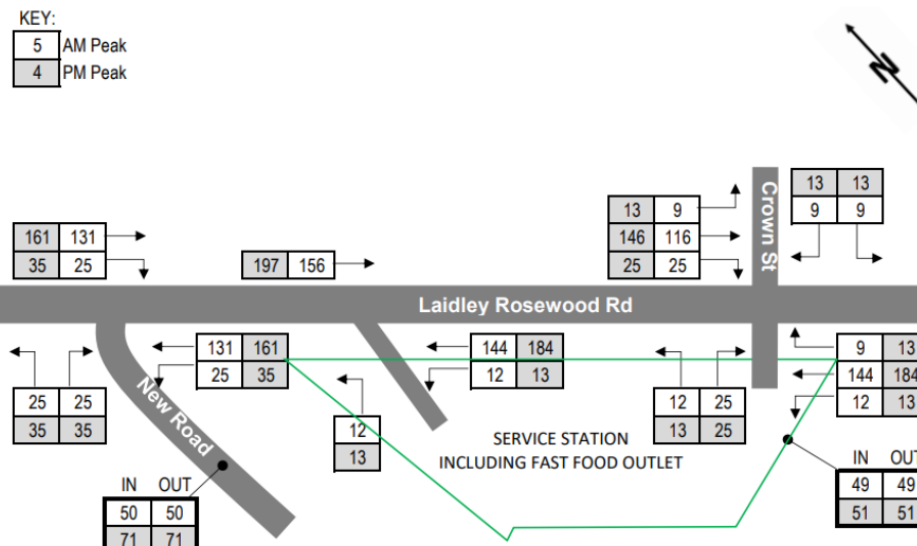 KEY:
5 AM Peak
4 PM Peak
N
13 13
9 9
13 9
146 116
25 25
Crown St
161 131
35 25
197 156
Laidley Rosewood Rd
131 161
25 35
144 184
12 13
9 13
144 184
12 13
25 25
35 35
New Road
12
13
12 25
13 25
SERVICE STATION
INCLUDING FAST FOOD OUTLET
IN OUT
50 50
71 71
IN OUT
49 49
51 51